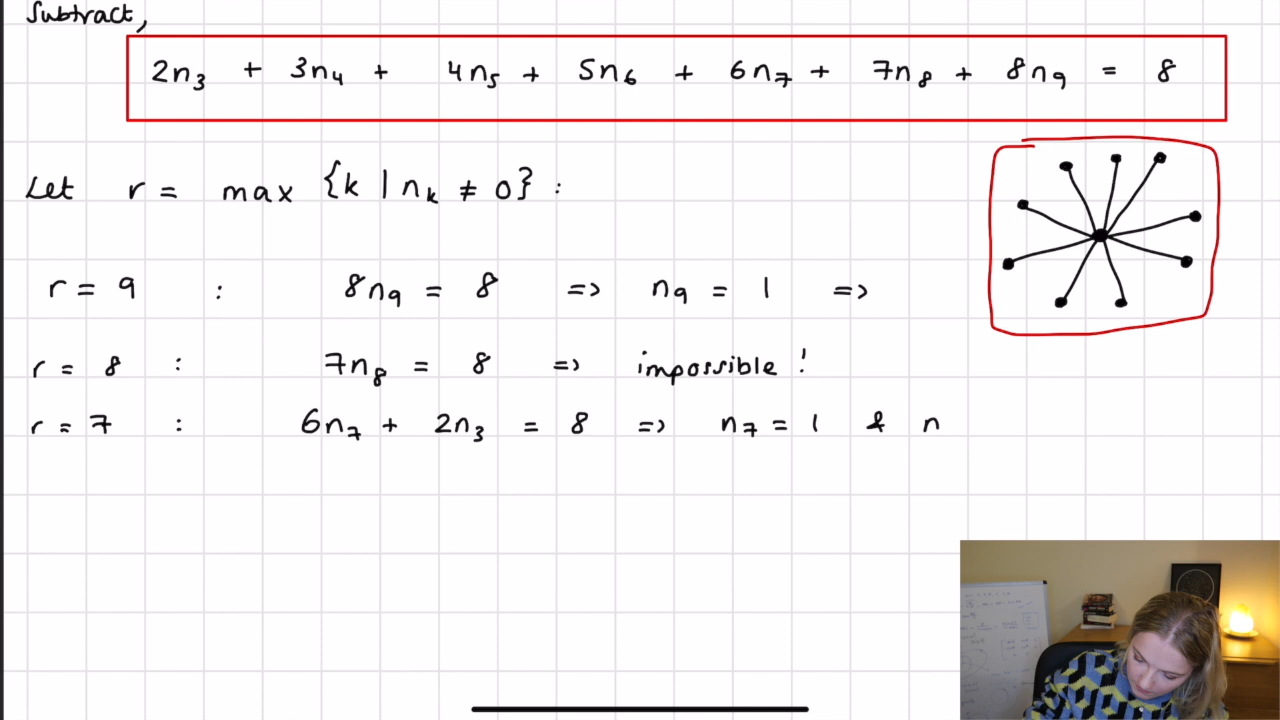 Subtract,
2n₃ + 3n₄ + 4n₅ + 5n₆ + 6n₇ + 7n₈ + 8n₉ = 8
Let r = max {k | nₖ ≠ 0} :
r = 9 : 8n₉ = 8 => n₉ = 1 =>
r = 8 : 7n₈ = 8 => impossible !
r = 7 : 6n₇ + 2n₃ = 8 => n₇ = 1 & n